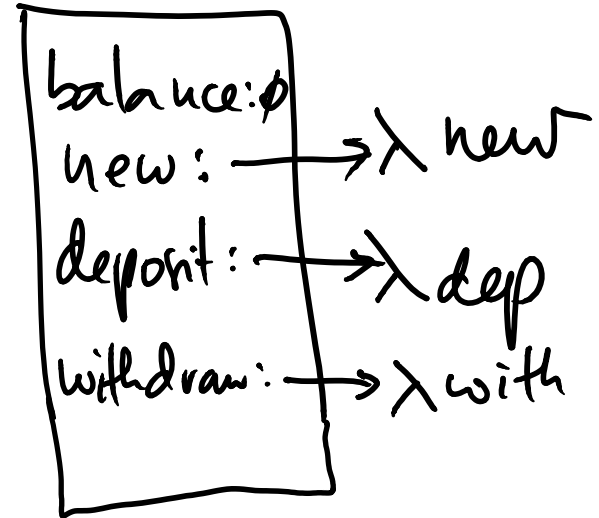 balance: 0
new: → λ new
deposit: → λ dep
withdraw: → λ with